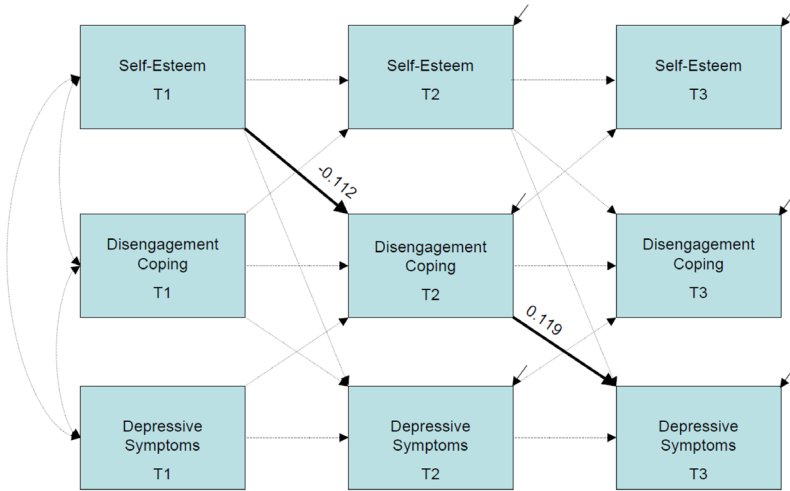 Self-Esteem
T1
Self-Esteem
T2
Self-Esteem
T3
-0.112
Disengagement
Coping
T1
Disengagement
Coping
T2
Disengagement
Coping
T3
0.119
Depressive
Symptoms
T1
Depressive
Symptoms
T2
Depressive
Symptoms
T3